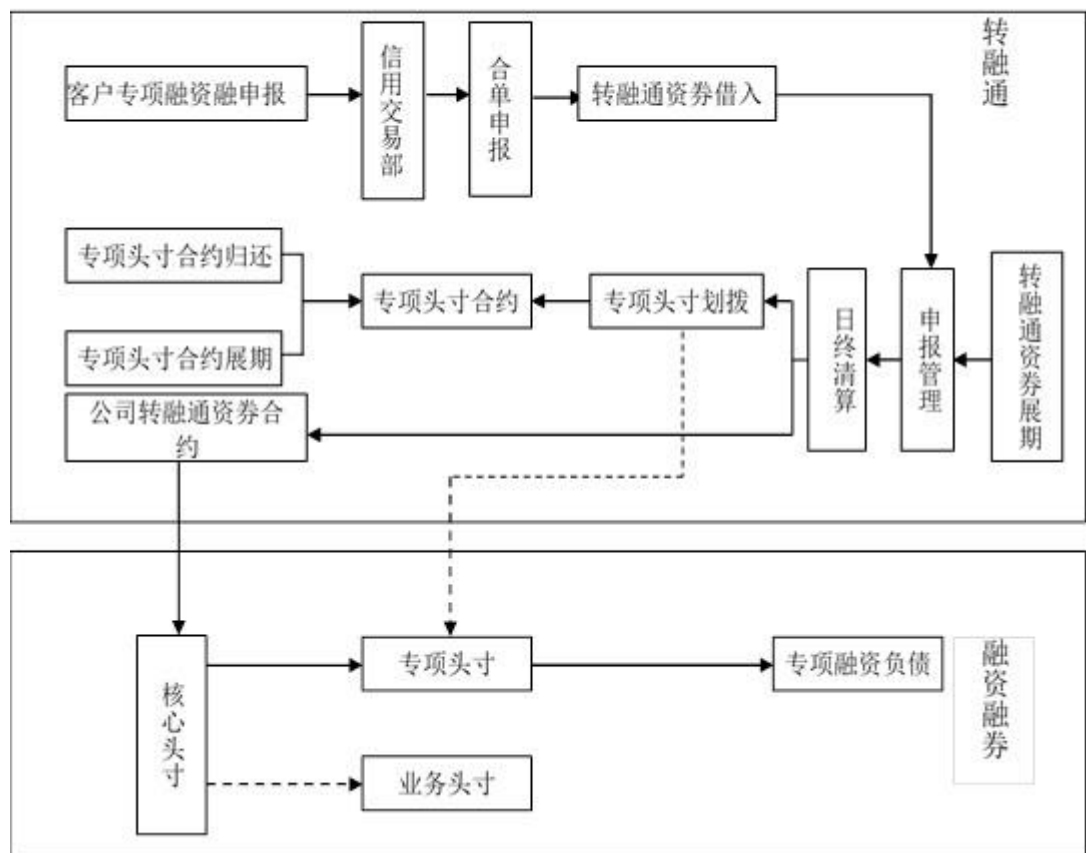 转融通
客户专项融资融申报
信用交易部
合单申报
转融通资券借入
专项头寸合约归还
专项头寸合约
专项头寸划拨
日终清算
申报管理
转融通资券展期
专项头寸合约展期
公司转融通资券合
约
核心头寸
专项头寸
专项融资负债
融资融券
业务头寸